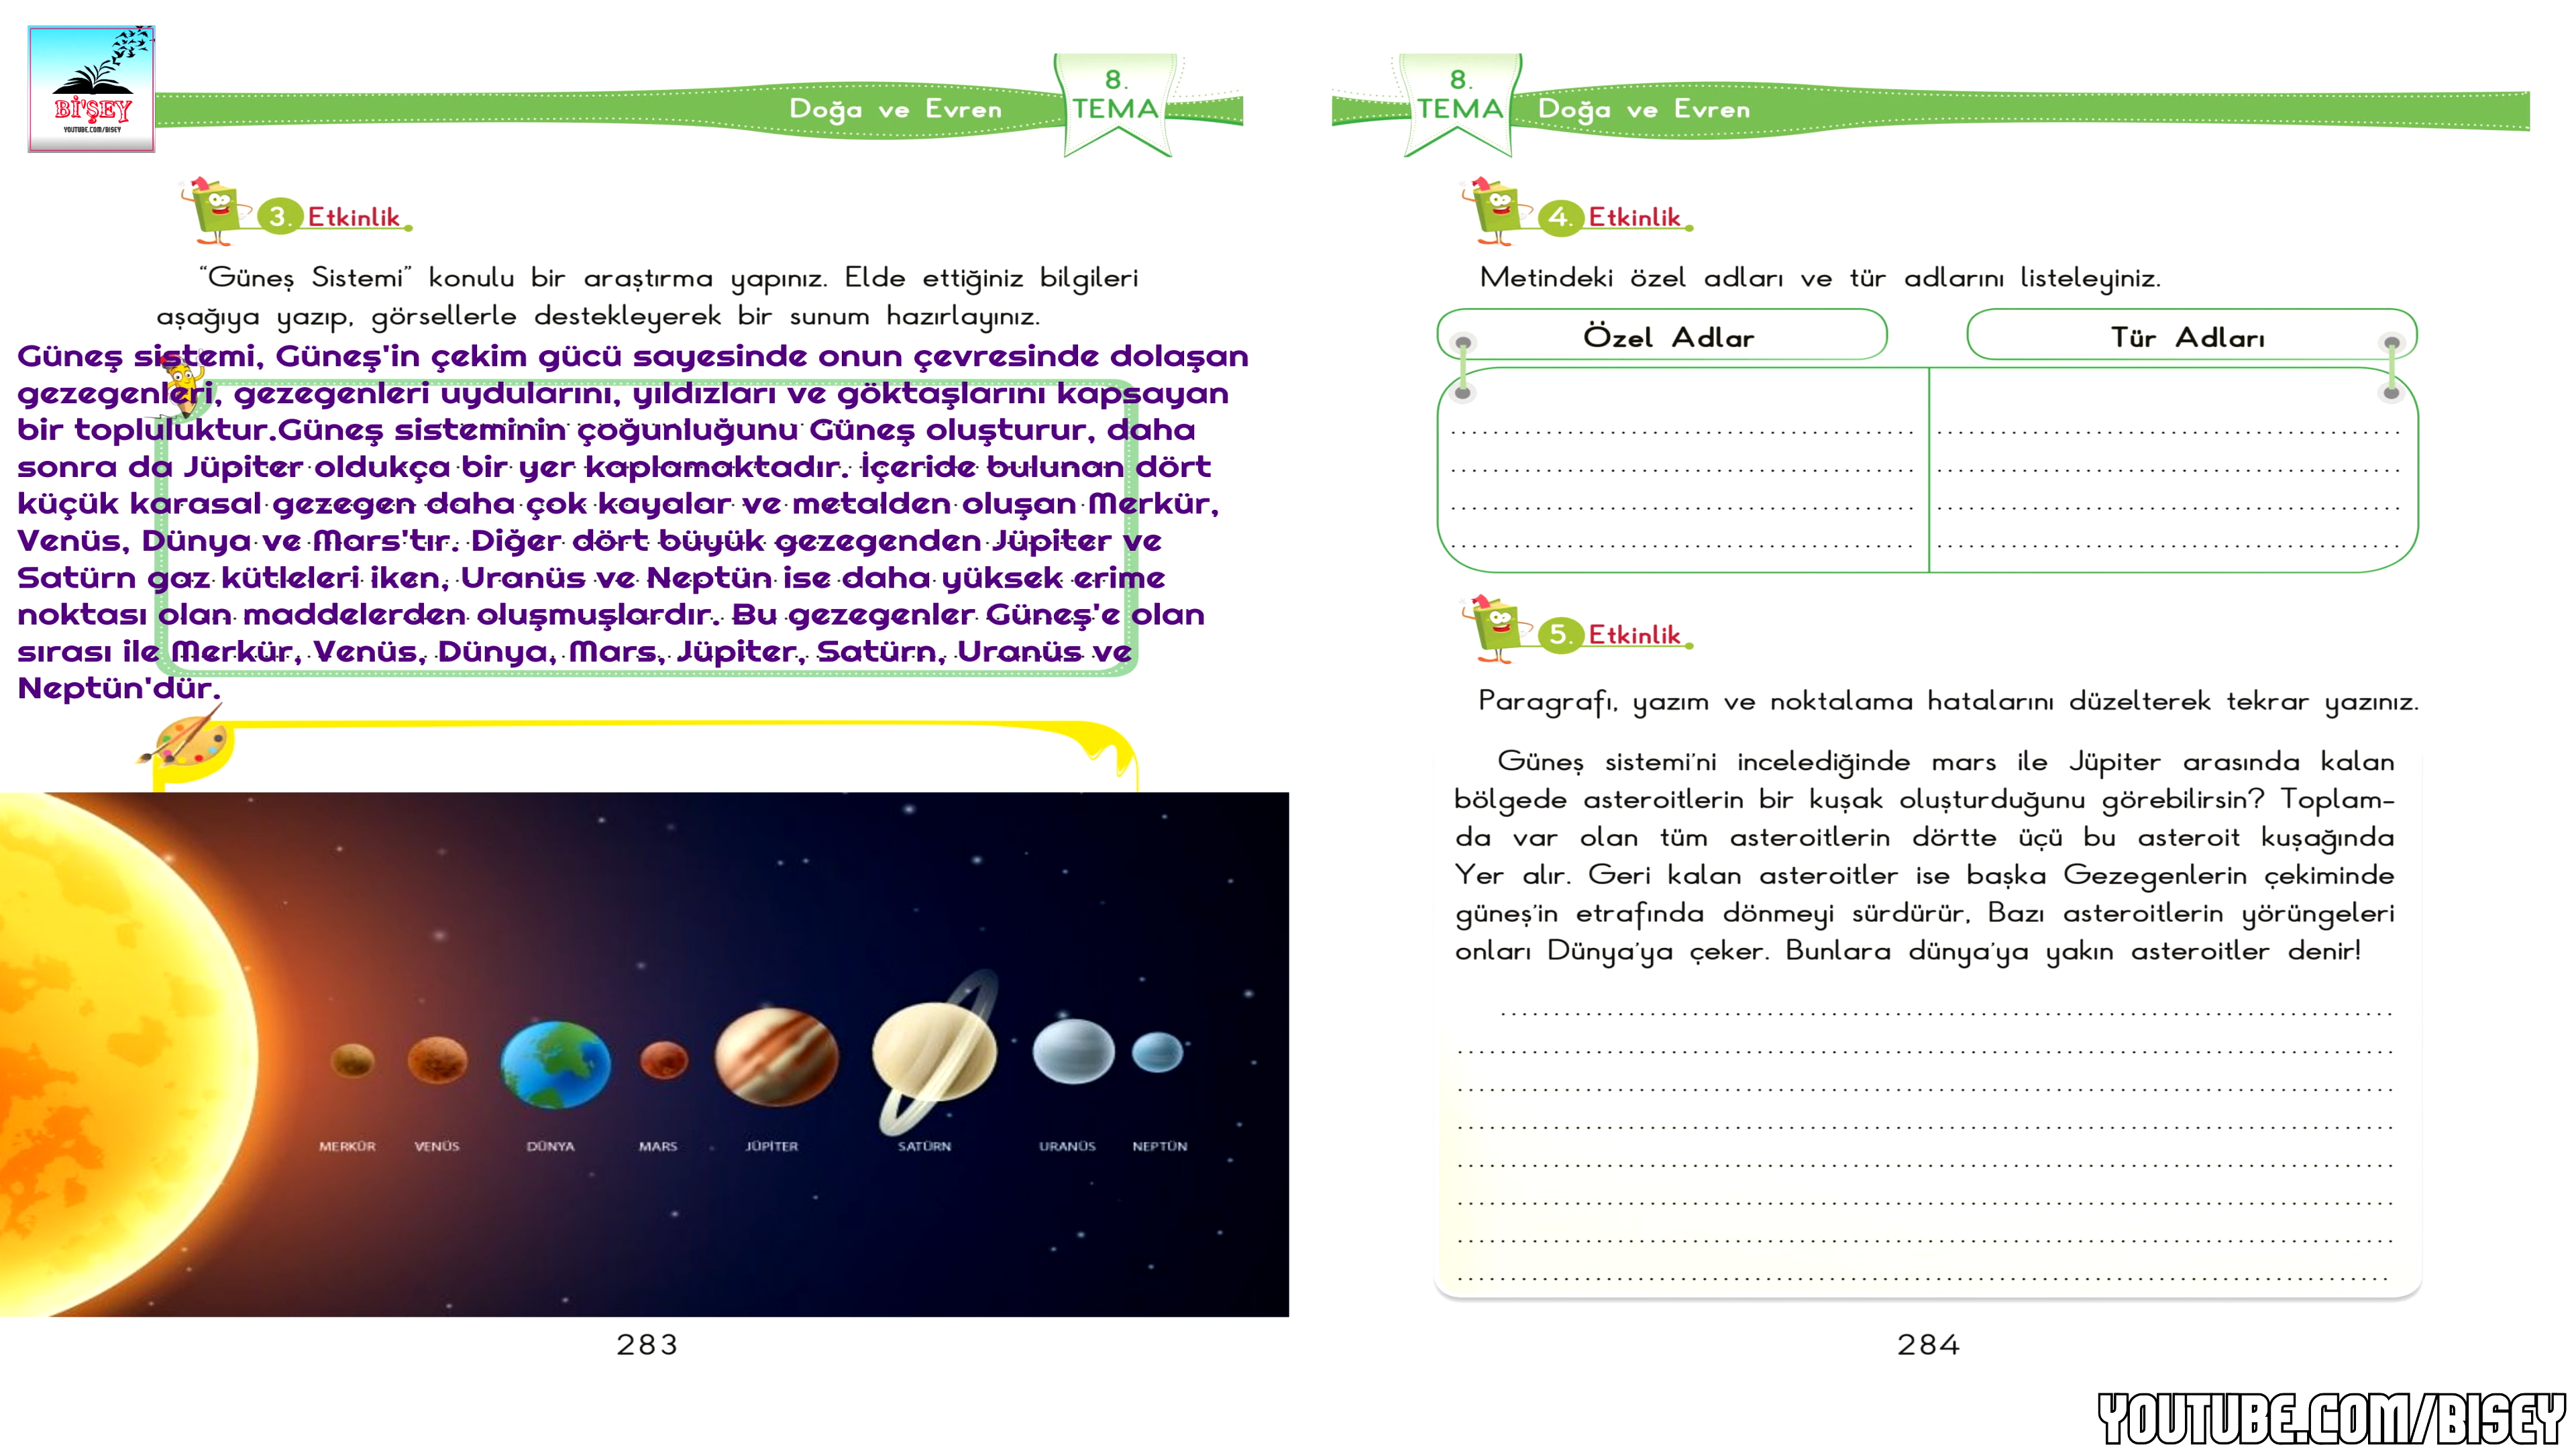 Bİ'ŞEY
YOUTUBE.COM/BISEY
Doğa ve Evren
8.
TEMA
3. Etkinlik
“Güneş Sistemi” konulu bir araştırma yapınız. Elde ettiğiniz bilgileri
aşağıya yazıp, görsellerle destekleyerek bir sunum hazırlayınız.
Güneş sistemi, Güneş'in çekim gücü sayesinde onun çevresinde dolaşan
gezegenleri, gezegenleri uydularını, yıldızları ve göktaşlarını kapsayan
bir topluluktur.Güneş sisteminin çoğunluğunu Güneş oluşturur, daha
sonra da Jüpiter oldukça bir yer kaplamaktadır. İçeride bulunan dört
küçük karasal gezegen daha çok kayalar ve metalden oluşan Merkür,
Venüs, Dünya ve Mars'tır. Diğer dört büyük gezegenden Jüpiter ve
Satürn gaz kütleleri iken, Uranüs ve Neptün ise daha yüksek erime
noktası olan maddelerden oluşmuşlardır. Bu gezegenler Güneş'e olan
sırası ile Merkür, Venüs, Dünya, Mars, Jüpiter, Satürn, Uranüs ve
Neptün'dür.
MERKÜR VENÜS DÜNYA MARS JÜPİTER SATÜRN URANÜS NEPTÜN
283
8.
TEMA
Doğa ve Evren
4. Etkinlik
Metindeki özel adları ve tür adlarını listeleyiniz.
Özel Adlar Tür Adları
5. Etkinlik
Paragrafı, yazım ve noktalama hatalarını düzelterek tekrar yazınız.
Güneş sistemi’ni incelediğinde mars ile Jüpiter arasında kalan
bölgede asteroitlerin bir kuşak oluşturduğunu görebilirsin? Toplam-
da var olan tüm asteroitlerin dörtte üçü bu asteroit kuşağında
Yer alır. Geri kalan asteroitler ise başka Gezegenlerin çekiminde
güneş’in etrafında dönmeyi sürdürür, Bazı asteroitlerin yörüngeleri
onları Dünya’ya çeker. Bunlara dünya’ya yakın asteroitler denir!
284
YOUTUBE.COM/BISEY